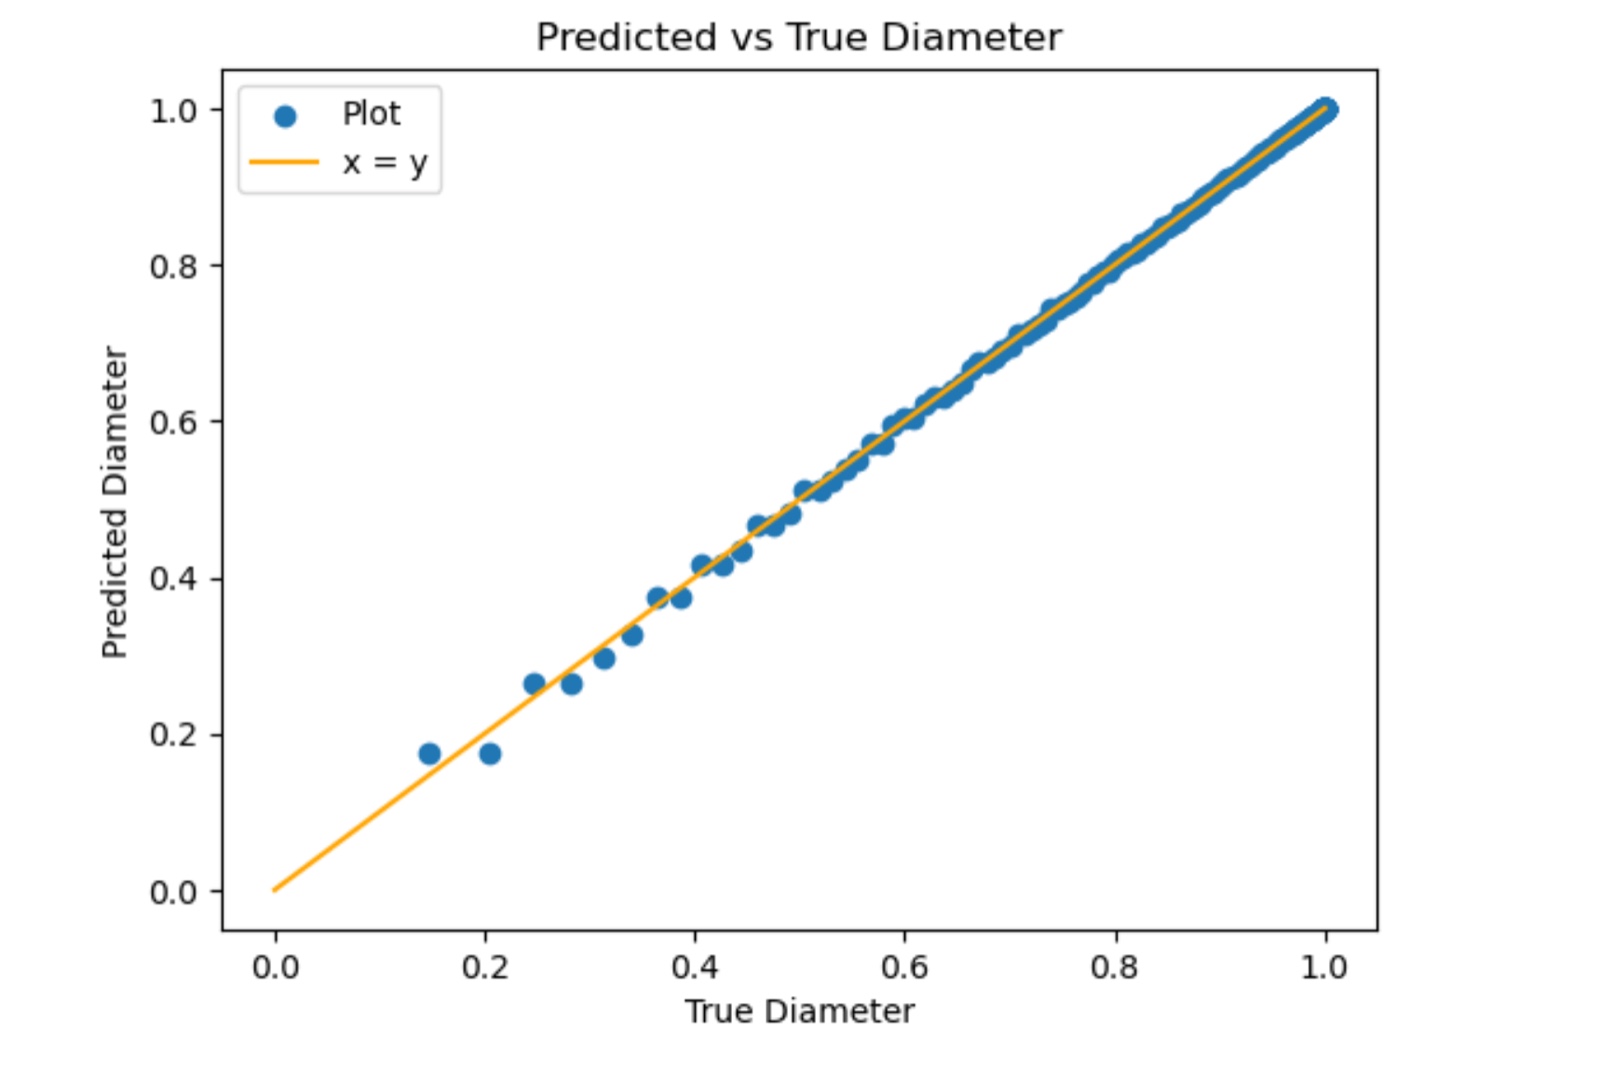 Predicted vs True Diameter
Plot
x = y
1.0
0.8
0.6
0.4
0.2
0.0
Predicted Diameter
0.0 0.2 0.4 0.6 0.8 1.0
True Diameter